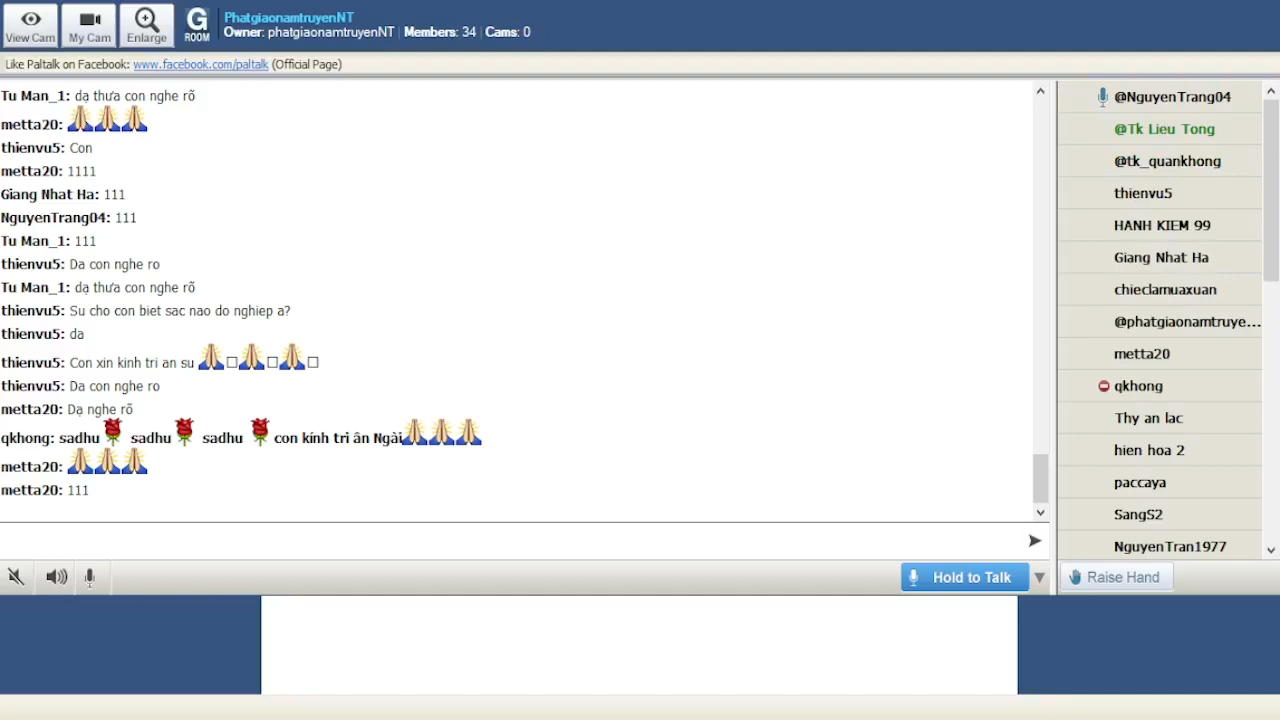 View Cam
My Cam
Enlarge
G
ROOM
PhatgiaonamtruyenNT
Owner: phatgiaonamtruyenNT | Members: 34 | Cams: 0
Like Paltalk on Facebook: www.facebook.com/paltalk (Official Page)
Tu Man_1: dạ thưa con nghe rõ
metta20:
thienvu5: Con
metta20: 1111
Giang Nhat Ha: 111
NguyenTrang04: 111
Tu Man_1: 111
thienvu5: Da con nghe ro
Tu Man_1: dạ thưa con nghe rõ
thienvu5: Su cho con biet sac nao do nghiep a?
thienvu5: da
thienvu5: Con xin kinh tri an su
thienvu5: Da con nghe ro
metta20: Dạ nghe rõ
qkhong: sadhu sadhu sadhu con kính tri ân Ngài
metta20:
metta20: 111
@NguyenTrang04
@Tk Lieu Tong
@tk_quankhong
thienvu5
HANH KIEM 99
Giang Nhat Ha
chieclamuaxuan
@phatgiaonamtruye...
metta20
qkhong
Thy an lac
hien hoa 2
paccaya
SangS2
NguyenTran1977
Hold to Talk
Raise Hand